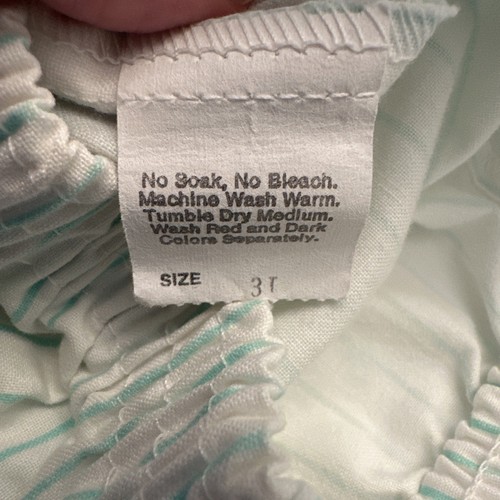 No Soak, No Bleach.
Machine Wash Warm.
Tumble Dry Medium.
Wash Red and Dark
Colors Separately.
SIZE 3T